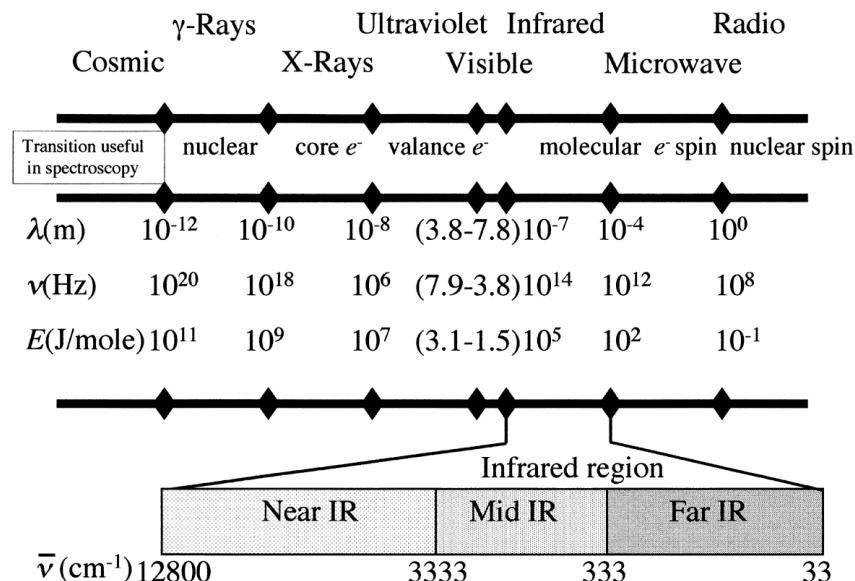 γ-Rays Ultraviolet Infrared Radio
Cosmic X-Rays Visible Microwave
Transition useful in spectroscopy nuclear core e⁻ valance e⁻ molecular e⁻ spin nuclear spin
λ(m) 10⁻¹² 10⁻¹⁰ 10⁻⁸ (3.8-7.8)10⁻⁷ 10⁻⁴ 10⁰
ν(Hz) 10²⁰ 10¹⁸ 10⁶ (7.9-3.8)10¹⁴ 10¹² 10⁸
E(J/mole) 10¹¹ 10⁹ 10⁷ (3.1-1.5)10⁵ 10² 10⁻¹
Infrared region
Near IR Mid IR Far IR
ν̅ (cm⁻¹) 12800 3333 333 33